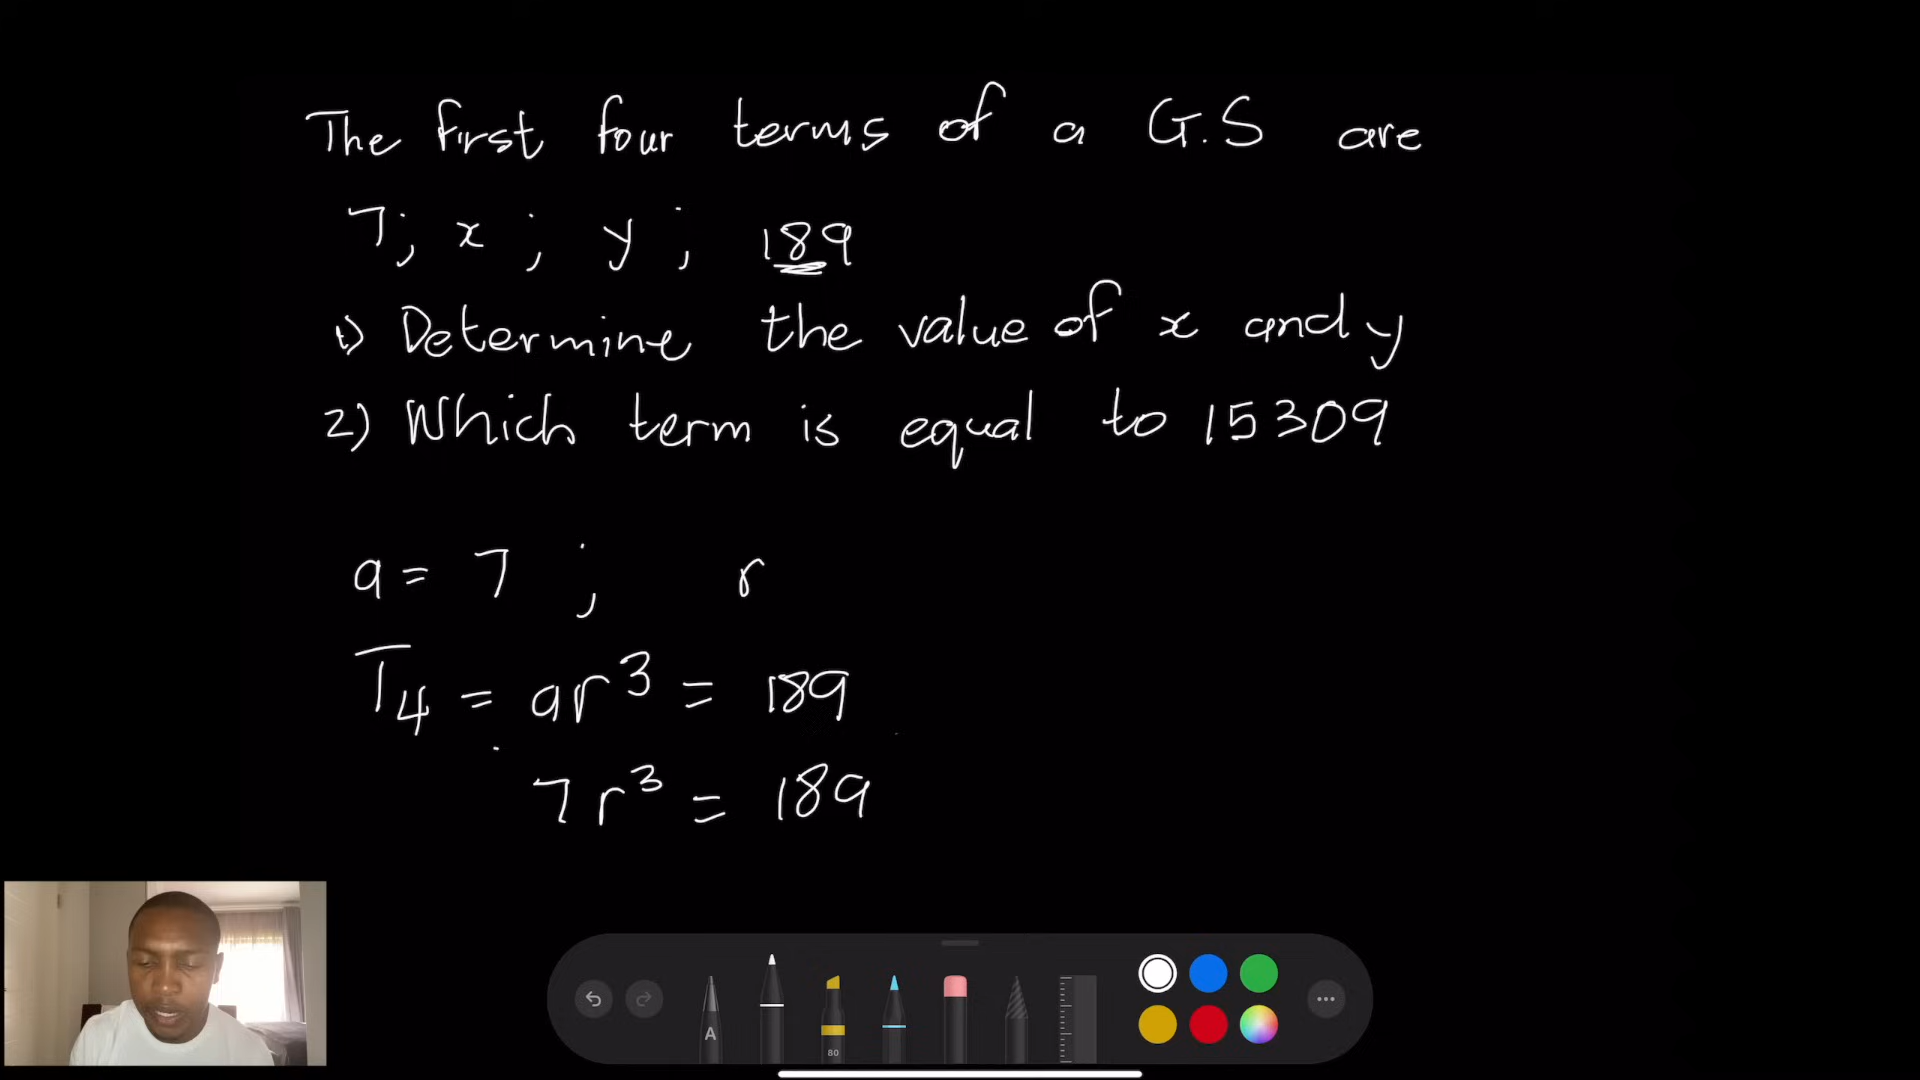 The first four terms of a G.S are
7; x ; y ; 189
1) Determine the value of x and y
2) Which term is equal to 15309
a = 7 ; r
T₄ = ar³ = 189
7r³ = 189
A
80